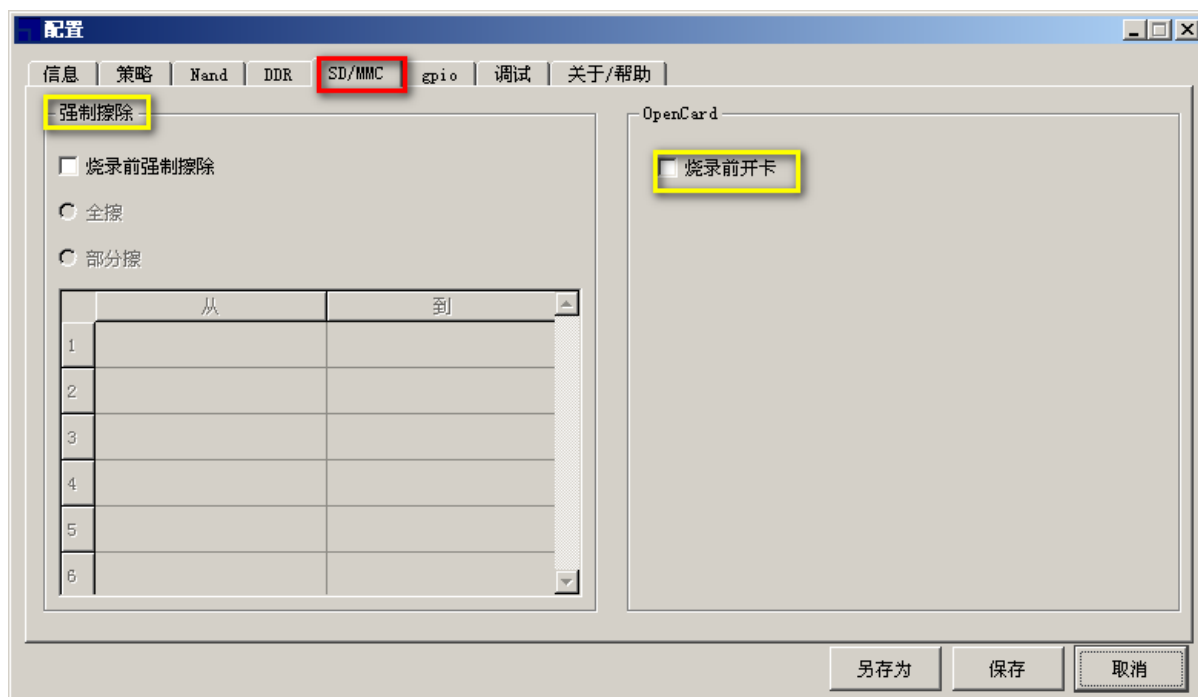 配置
信息 策略 Nand DDR SD/MMC gpio 调试 关于/帮助
强制擦除
烧录前强制擦除
全擦
部分擦
从 到
1
2
3
4
5
6
OpenCard
烧录前开卡
另存为 保存 取消